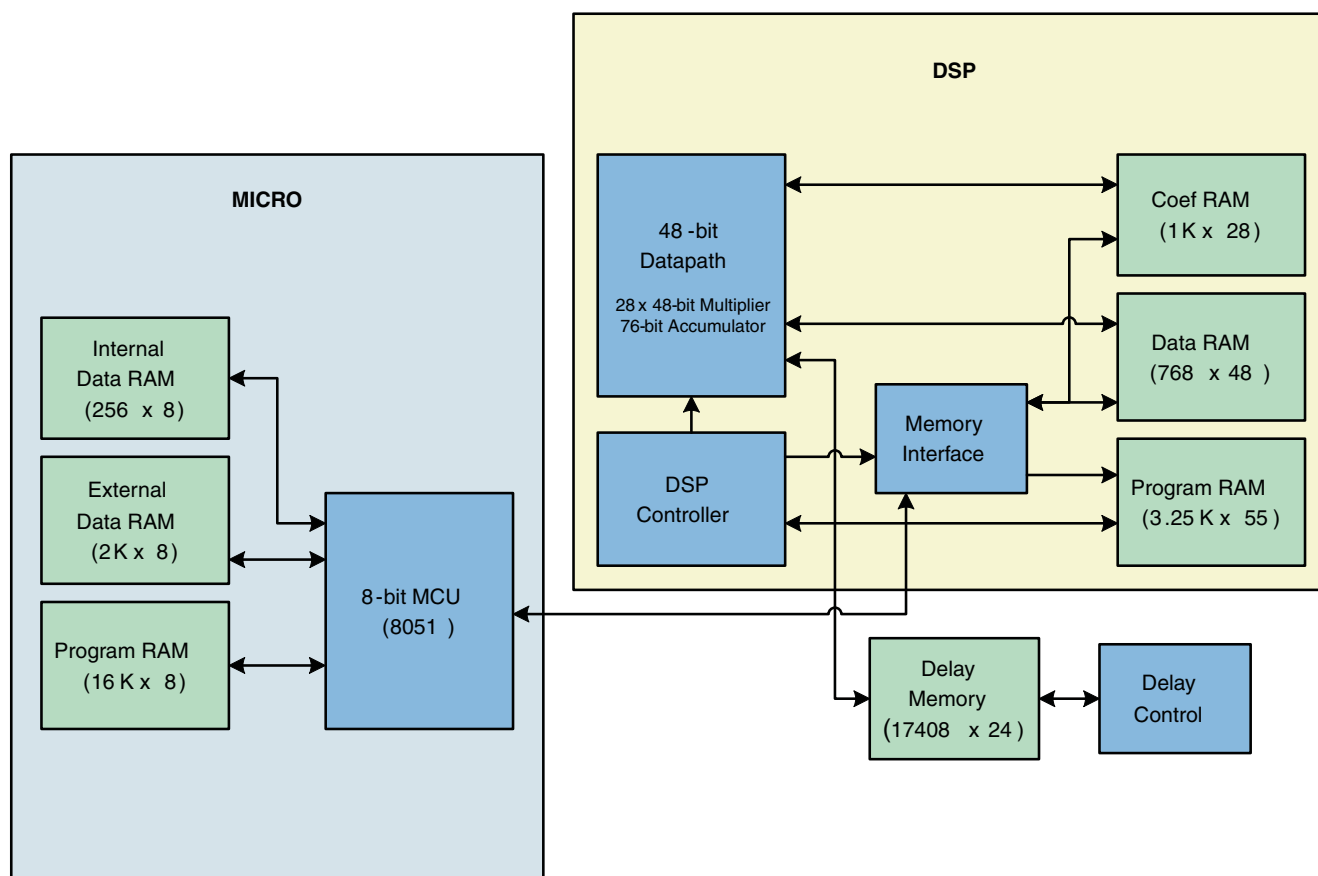 DSP
MICRO
48 -bit
Datapath
28 x 48-bit Multiplier
76-bit Accumulator
Coef RAM
(1K x 28)
Data RAM
(768 x 48 )
Memory
Interface
DSP
Controller
Program RAM
(3.25 K x 55)
Internal
Data RAM
(256 x 8)
External
Data RAM
(2K x 8)
Program RAM
(16 K x 8)
8-bit MCU
(8051 )
Delay
Memory
(17408 x 24)
Delay
Control